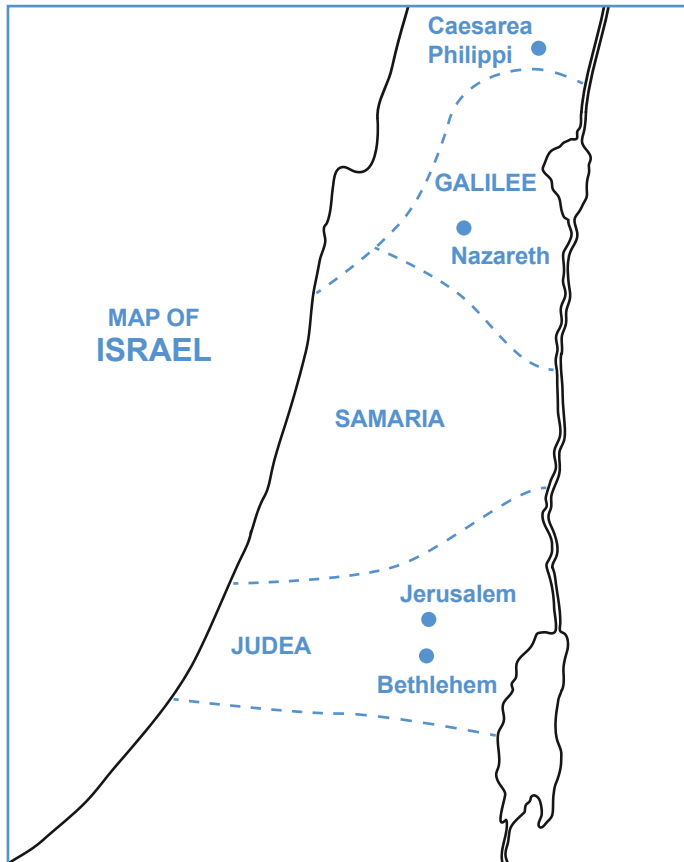 Caesarea
Philippi
GALILEE
Nazareth
MAP OF
ISRAEL
SAMARIA
Jerusalem
JUDEA
Bethlehem